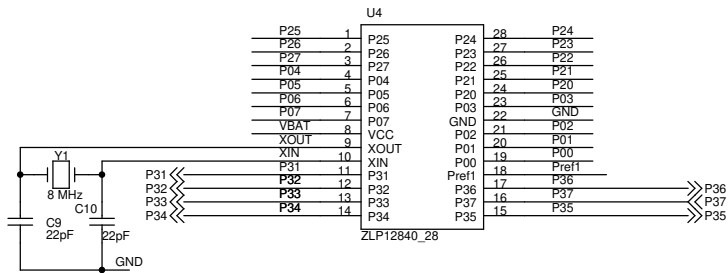 U4
P25 1 P25 P24 28 P24
P26 2 P26 P23 27 P23
P27 3 P27 P22 26 P22
P04 4 P04 P21 25 P21
P05 5 P05 P20 24 P20
P06 6 P06 P03 23 P03
P07 7 P07 GND 22 GND
VBAT 8 VCC P02 21 P02
XOUT 9 XOUT P01 20 P01
XIN 10 XIN P00 19 P00
P31 P31 11 P31 Pref1 18 Pref1
P32 P32 12 P32 P36 17 P36 P36
P33 P33 13 P33 P37 16 P37 P37
P34 P34 14 P34 P35 15 P35 P35
ZLP12840_28
Y1
8 MHz
C9
22pF
C10
22pF
GND